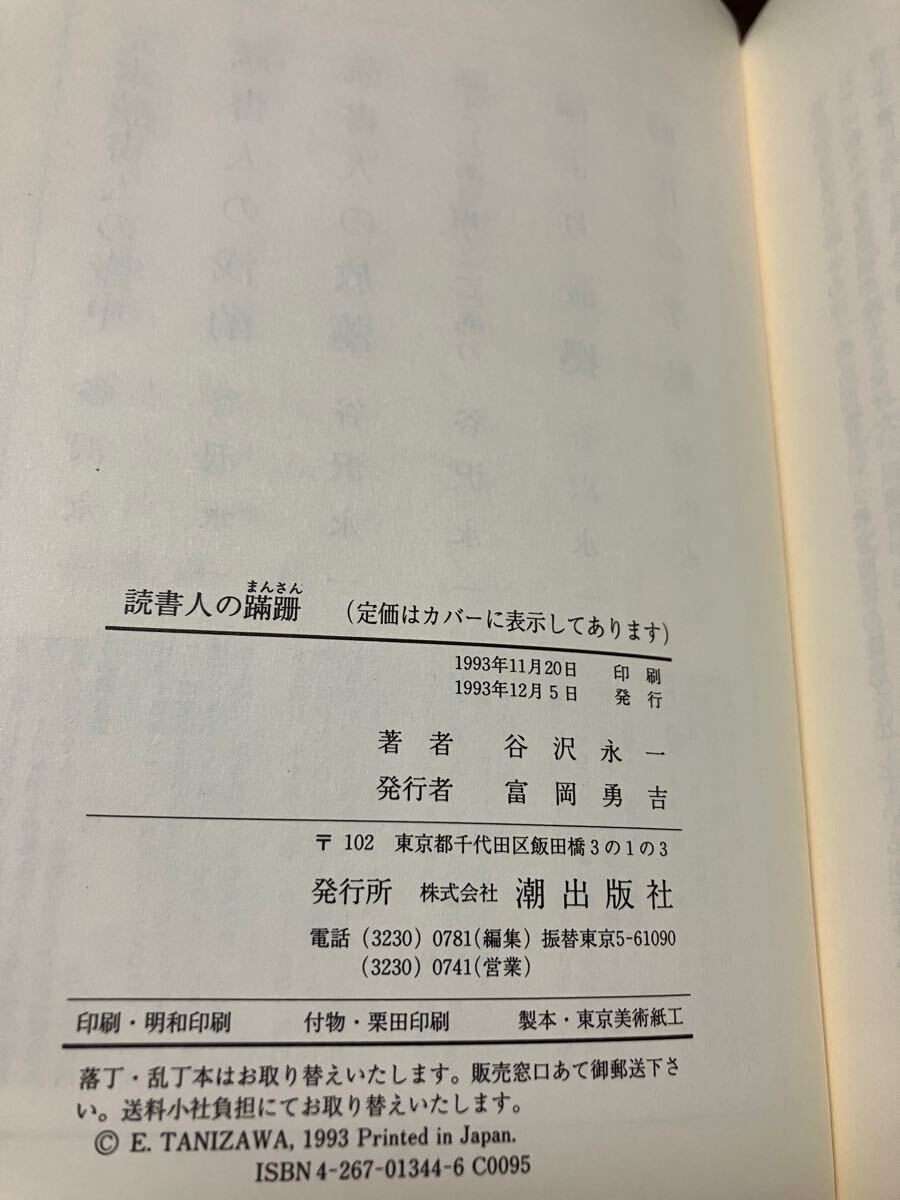 読書人の蹣跚 (定価はカバーに表示してあります)
まんさん
1993年11月20日 印刷
1993年12月5日 発行
著者 谷沢永一
発行者 富岡勇吉
〒102 東京都千代田区飯田橋3の1の3
発行所 株式会社 潮出版社
電話 (3230) 0781(編集) 振替東京5-61090
(3230) 0741(営業)
印刷・明和印刷 付物・栗田印刷 製本・東京美術紙工
落丁・乱丁本はお取り替えいたします。販売窓口あて御郵送下さ
い。送料小社負担にてお取り替えいたします。
© E. TANIZAWA, 1993 Printed in Japan.
ISBN4-267-01344-6 C0095